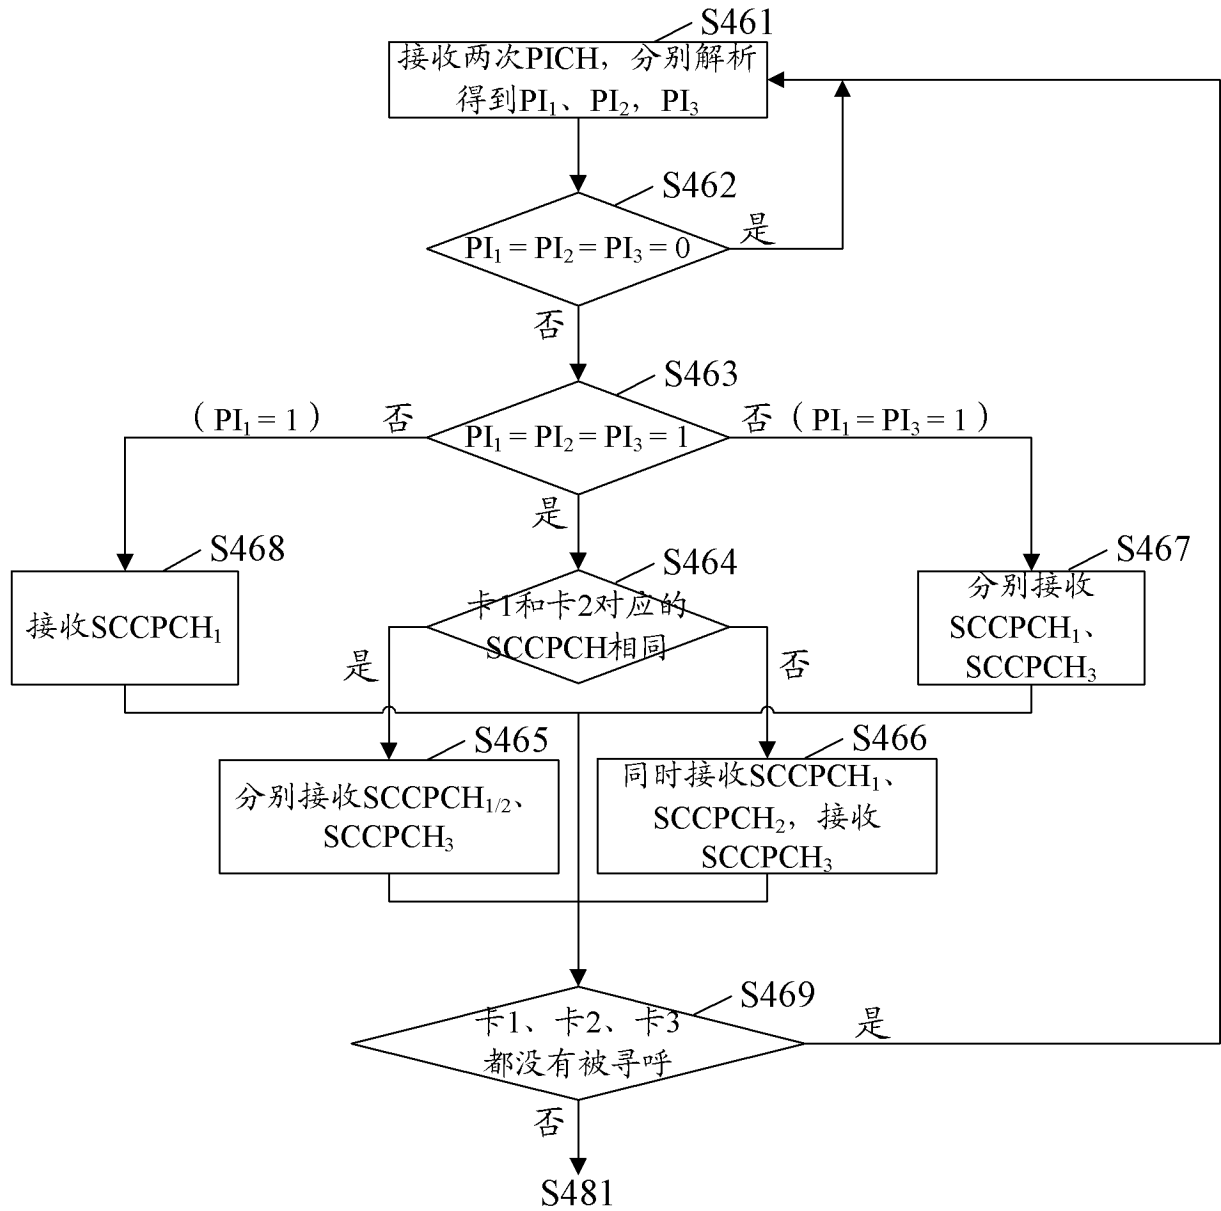 S461
接收两次PICH，分别解析
得到PI₁、PI₂，PI₃
S462
PI₁ = PI₂ = PI₃ = 0
是
否
S463
（PI₁ = 1）
否
PI₁ = PI₂ = PI₃ = 1
否（PI₁ = PI₃ = 1）
是
S468
S464
S467
接收SCCPCH₁
卡1和卡2对应的
SCCPCH相同
分别接收
SCCPCH₁、
SCCPCH₃
是
否
S465
S466
分别接收SCCPCH₁/₂、
SCCPCH₃
同时接收SCCPCH₁、
SCCPCH₂，接收
SCCPCH₃
S469
卡1、卡2、卡3
都没有被寻呼
是
否
S481